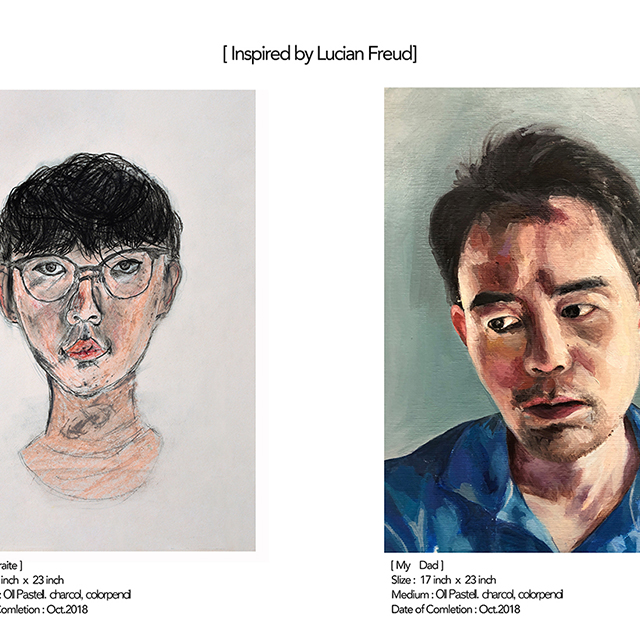 [ Inspired by Lucian Freud]
raite ]
inch x 23 inch
: OIl Pastell. charcol, colorpencil
Comletion : Oct.2018
[ My Dad ]
Slize : 17 inch x 23 inch
Medium : OIl Pastell. charcol, colorpencil
Date of Comletion : Oct.2018